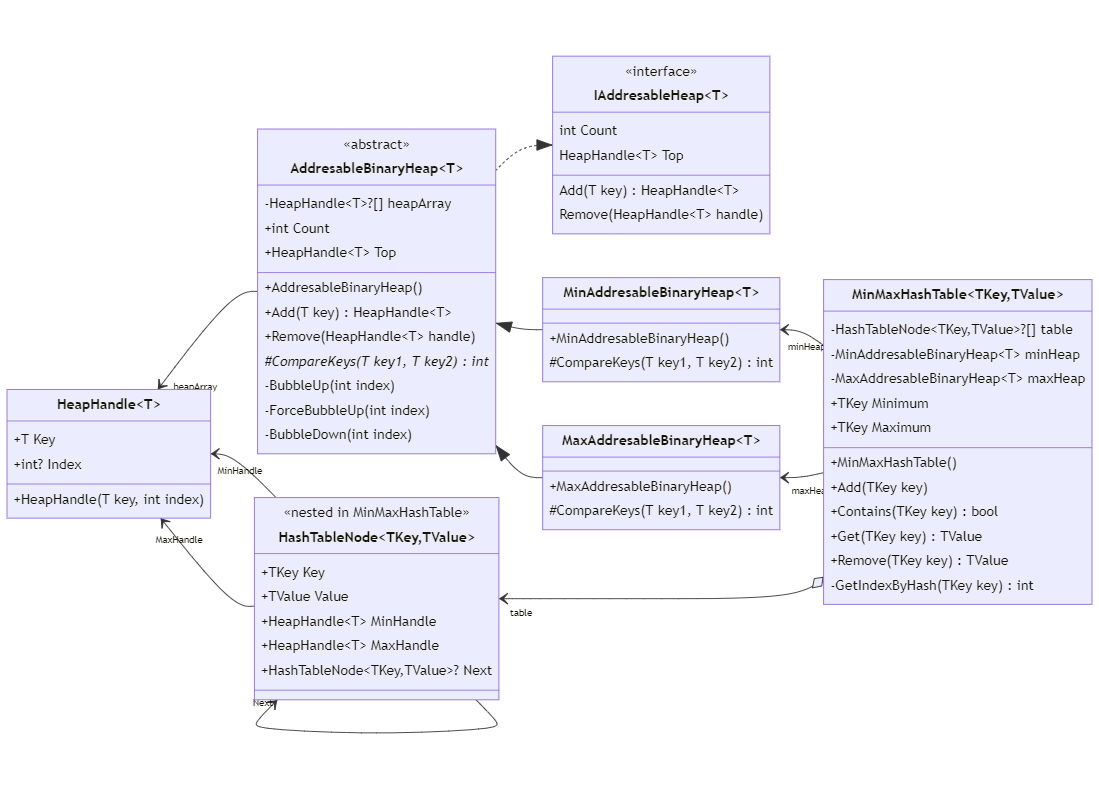 «interface»
IAddresableHeap<T>
int Count
HeapHandle<T> Top
Add(T key) : HeapHandle<T>
Remove(HeapHandle<T> handle)
«abstract»
AddresableBinaryHeap<T>
-HeapHandle<T>?[] heapArray
+int Count
+HeapHandle<T> Top
+AddresableBinaryHeap()
+Add(T key) : HeapHandle<T>
+Remove(HeapHandle<T> handle)
#CompareKeys(T key1, T key2) : int
-BubbleUp(int index)
-ForceBubbleUp(int index)
-BubbleDown(int index)
MinAddresableBinaryHeap<T>
+MinAddresableBinaryHeap()
#CompareKeys(T key1, T key2) : int
MaxAddresableBinaryHeap<T>
+MaxAddresableBinaryHeap()
#CompareKeys(T key1, T key2) : int
MinMaxHashTable<TKey,TValue>
-HashTableNode<TKey,TValue>?[] table
-MinAddresableBinaryHeap<T> minHeap
-MaxAddresableBinaryHeap<T> maxHeap
+TKey Minimum
+TKey Maximum
+MinMaxHashTable()
+Add(TKey key)
+Contains(TKey key) : bool
+Get(TKey key) : TValue
+Remove(TKey key) : TValue
-GetIndexByHash(TKey key) : int
minHeap
maxHea
heapArray
HeapHandle<T>
+T Key
+int? Index
+HeapHandle(T key, int index)
MinHandle
MaxHandle
«nested in MinMaxHashTable»
HashTableNode<TKey,TValue>
+TKey Key
+TValue Value
+HeapHandle<T> MinHandle
+HeapHandle<T> MaxHandle
+HashTableNode<TKey,TValue>? Next
table
Next